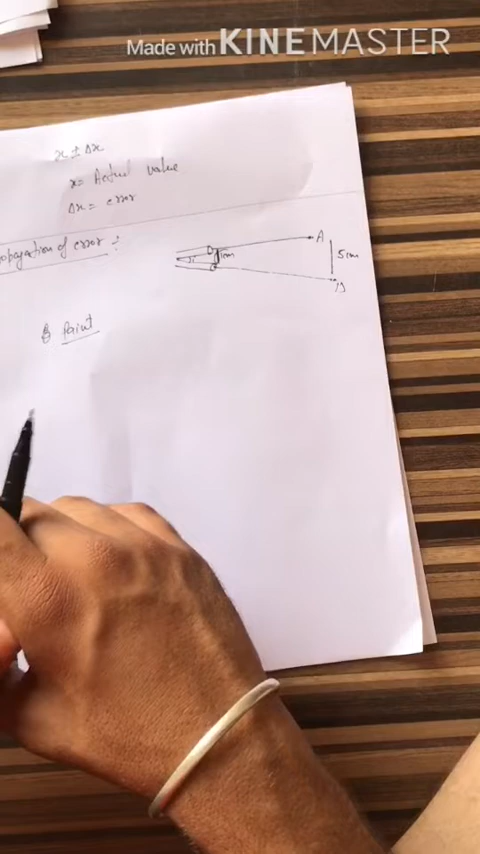 Made with KINEMASTER
x ± Δx
x = Actual value
Δx = error
opagation of error :-
A
1cm
5cm
Point